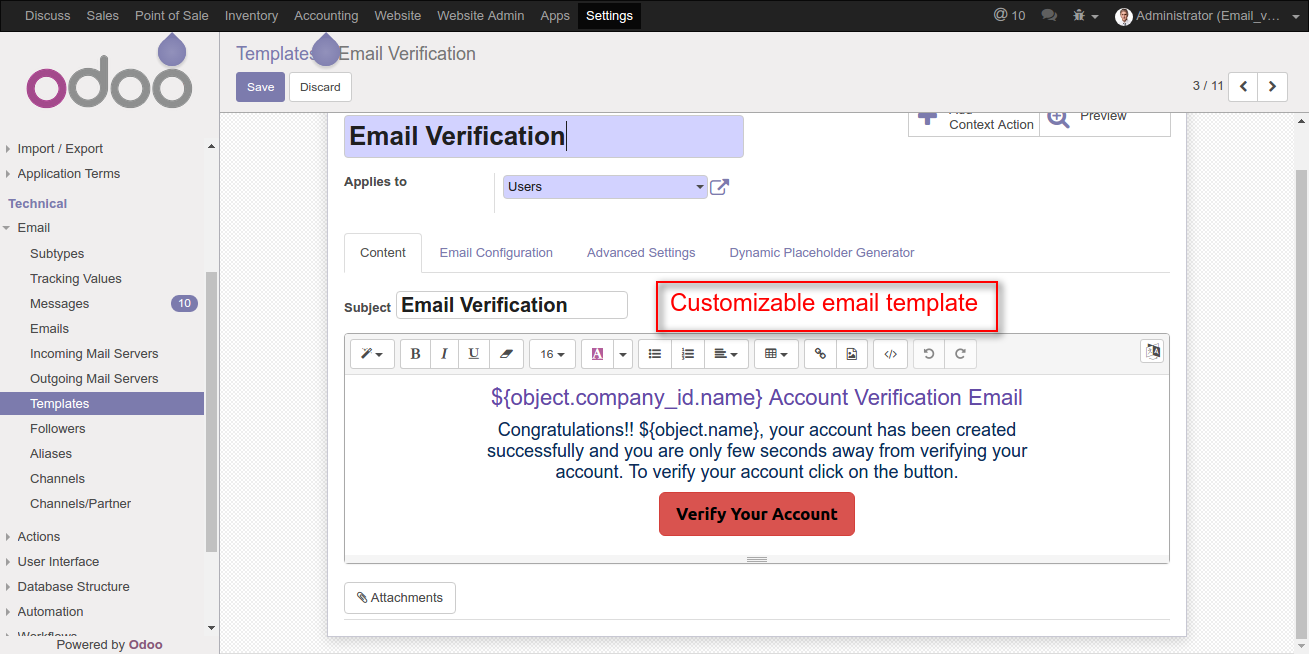 Discuss Sales Point of Sale Inventory Accounting Website Website Admin Apps Settings @ 10 Administrator (Email_v...
odoo
Templates Email Verification
Save Discard
3 / 11
Import / Export
Application Terms
Technical
Email
Subtypes
Tracking Values
Messages 10
Emails
Incoming Mail Servers
Outgoing Mail Servers
Templates
Followers
Aliases
Channels
Channels/Partner
Actions
User Interface
Database Structure
Automation
Workflows
Powered by Odoo
Email Verification
Add
Context Action
Preview
Applies to Users
Content Email Configuration Advanced Settings Dynamic Placeholder Generator
Subject Email Verification
Customizable email template
B I U 16 A </>
${object.company_id.name} Account Verification Email
Congratulations!! ${object.name}, your account has been created
successfully and you are only few seconds away from verifying your
account. To verify your account click on the button.
Verify Your Account
Attachments